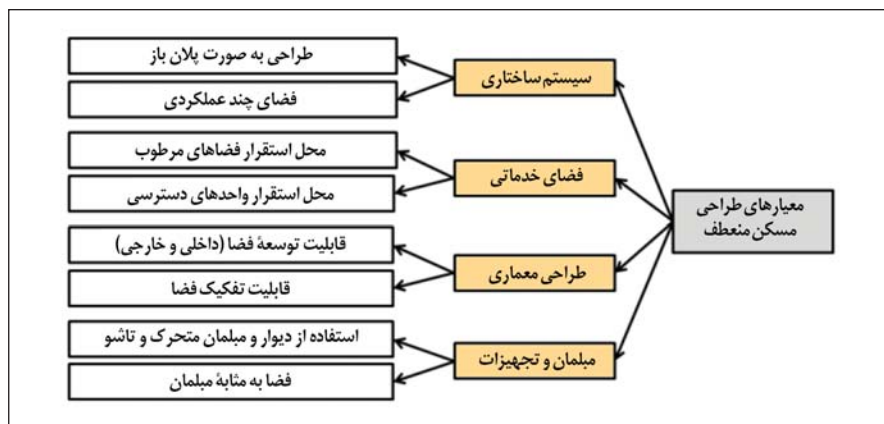 معیارهای طراحی
مسکن منعطف
سیستم ساختاری
طراحی به صورت پلان باز
فضای چند عملکردی
فضای خدماتی
محل استقرار فضاهای مرطوب
محل استقرار واحدهای دسترسی
طراحی معماری
قابلیت توسعهٔ فضا (داخلی و خارجی)
قابلیت تفکیک فضا
مبلمان و تجهیزات
استفاده از دیوار و مبلمان متحرک و تاشو
فضا به مثابهٔ مبلمان